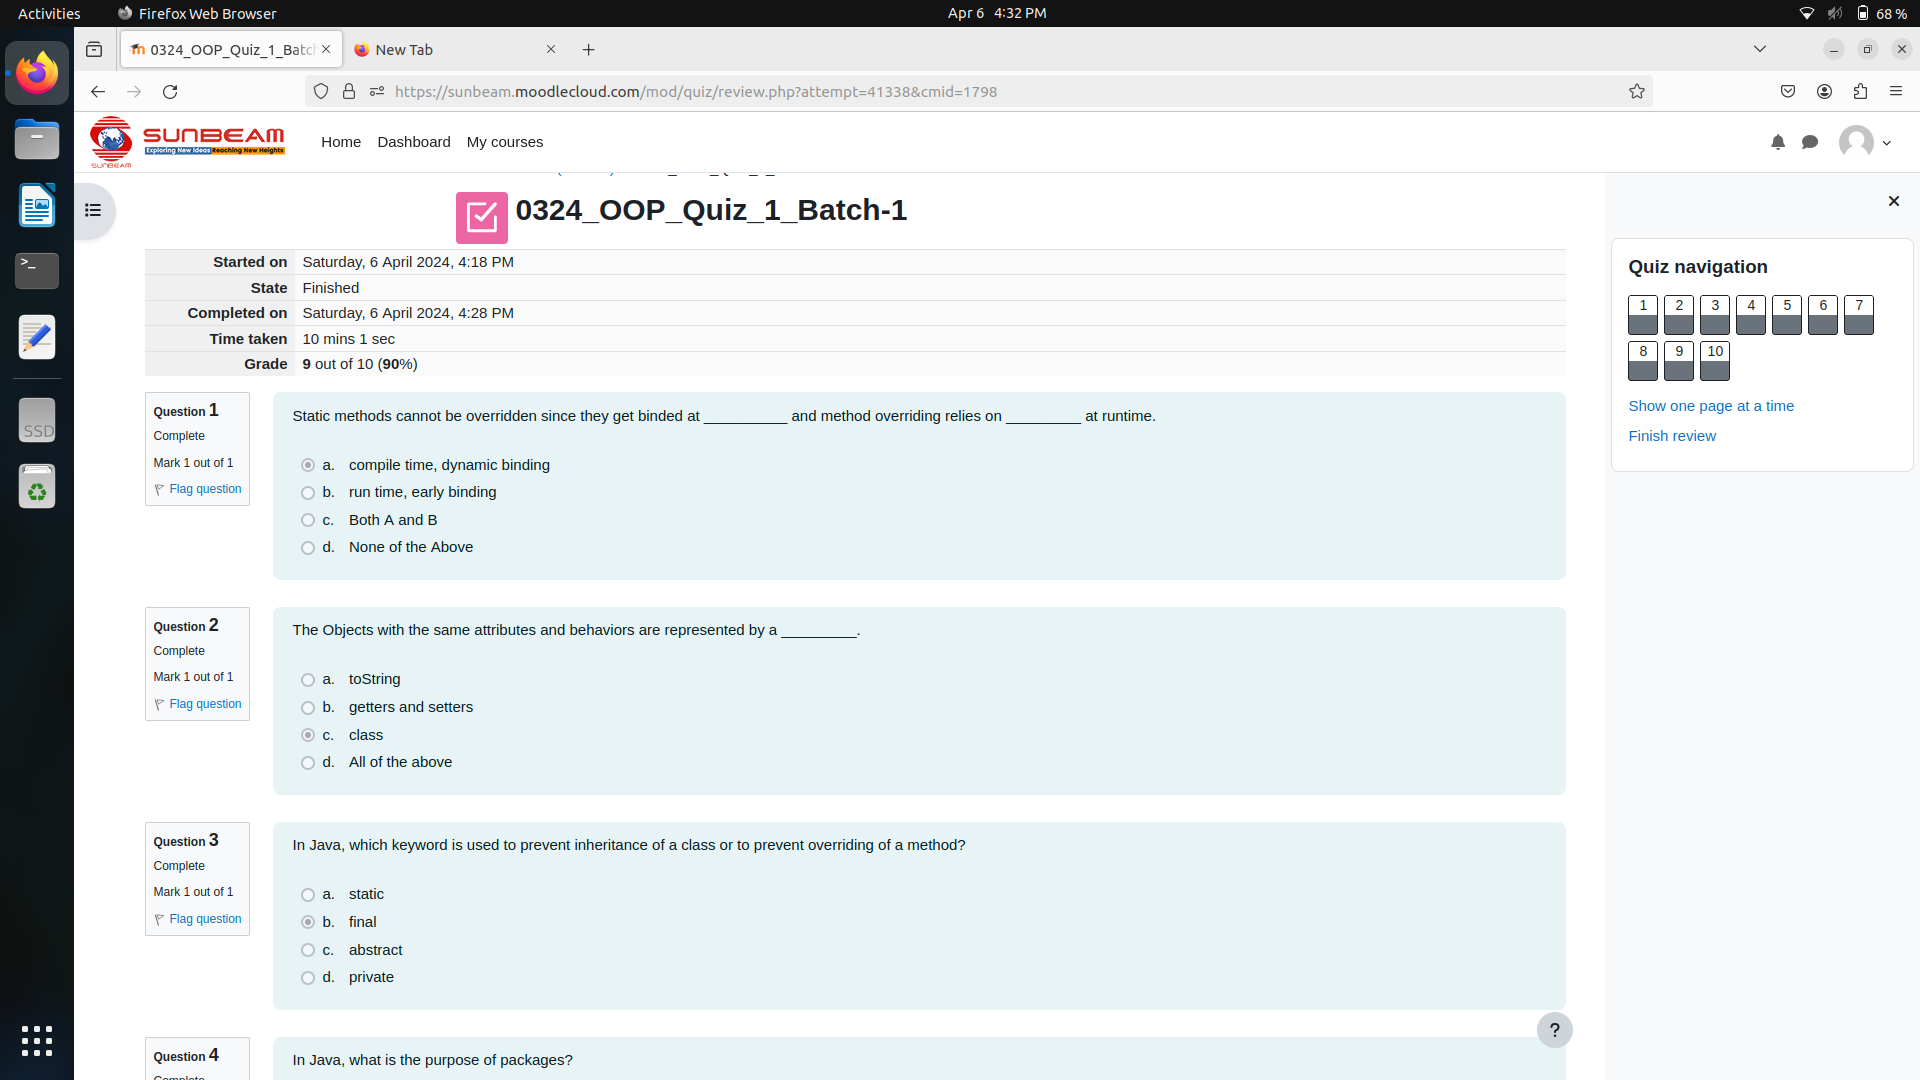 Activities
Firefox Web Browser
Apr 6 4:32 PM
68 %
0324_OOP_Quiz_1_Batch
New Tab
https://sunbeam.moodlecloud.com/mod/quiz/review.php?attempt=41338&cmid=1798
SUNBEAM
Exploring New Ideas Reaching New Heights
SUNBEAM
Home
Dashboard
My courses
0324_OOP_Quiz_1_Batch-1
Started on Saturday, 6 April 2024, 4:18 PM
State Finished
Completed on Saturday, 6 April 2024, 4:28 PM
Time taken 10 mins 1 sec
Grade 9 out of 10 (90%)
Question 1
Complete
Mark 1 out of 1
Flag question
Static methods cannot be overridden since they get binded at __________ and method overriding relies on _________ at runtime.
a. compile time, dynamic binding
b. run time, early binding
c. Both A and B
d. None of the Above
Question 2
Complete
Mark 1 out of 1
Flag question
The Objects with the same attributes and behaviors are represented by a _________.
a. toString
b. getters and setters
c. class
d. All of the above
Question 3
Complete
Mark 1 out of 1
Flag question
In Java, which keyword is used to prevent inheritance of a class or to prevent overriding of a method?
a. static
b. final
c. abstract
d. private
Question 4
Complete
In Java, what is the purpose of packages?
Quiz navigation
1 2 3 4 5 6 7
8 9 10
Show one page at a time
Finish review
?
SSD
>_